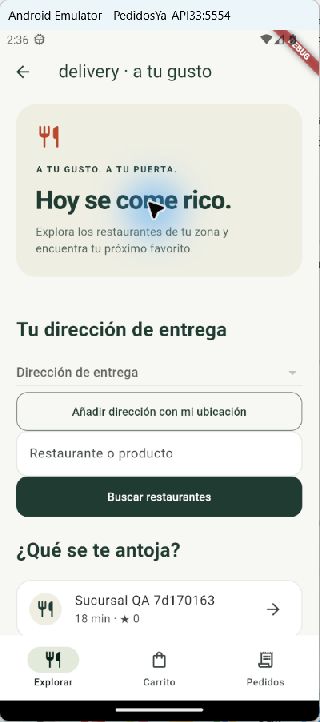 Android Emulator - PedidosYa-API33:5554
2:36
DEBUG
delivery · a tu gusto
A TU GUSTO. A TU PUERTA.
Hoy se come rico.
Explora los restaurantes de tu zona y
encuentra tu próximo favorito.
Tu dirección de entrega
Dirección de entrega
Añadir dirección con mi ubicación
Restaurante o producto
Buscar restaurantes
¿Qué se te antoja?
Sucursal QA 7d170163
18 min · ★ 0
Explorar
Carrito
Pedidos